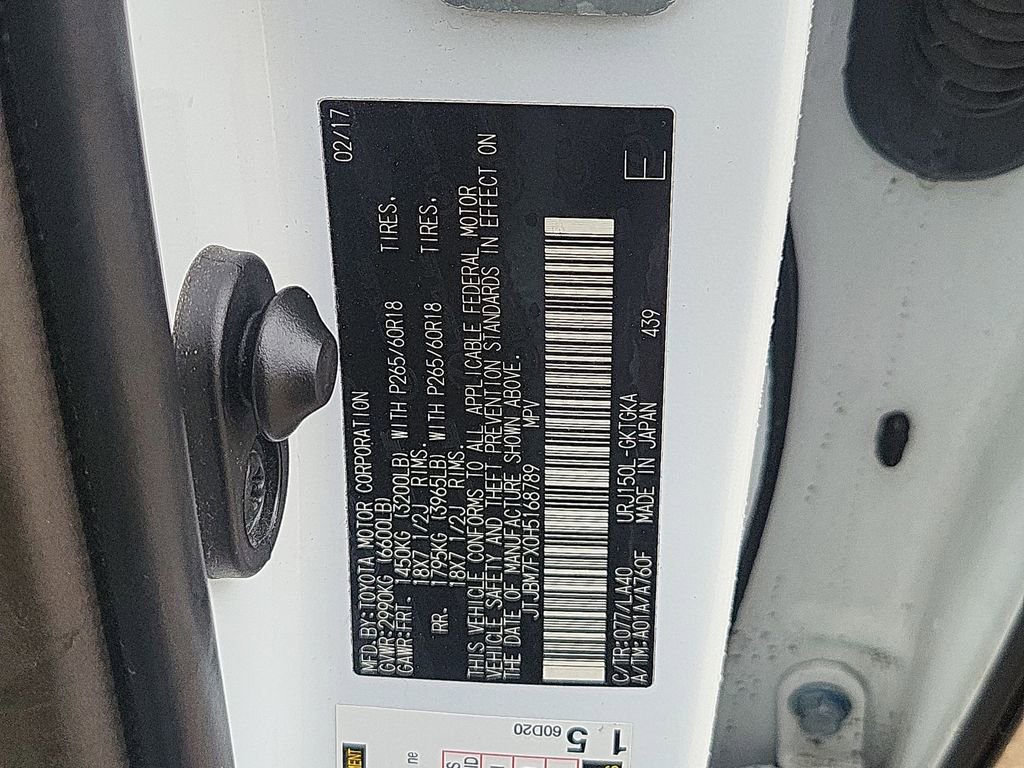 MFD.BY:TOYOTA MOTOR CORPORATION 02/17
GVWR:2990KG (6600LB)
GAWR:FRT. 1450KG (3200LB) WITH P265/60R18 TIRES,
18X7 1/2J RIMS.
RR. 1795KG (3965LB) WITH P265/60R18 TIRES,
18X7 1/2J RIMS.
THIS VEHICLE CONFORMS TO ALL APPLICABLE FEDERAL MOTOR
VEHICLE SAFETY AND THEFT PREVENTION STANDARDS IN EFFECT ON
THE DATE OF MANUFACTURE SHOWN ABOVE.
JTJBM7FX0H5168789 MPV
C/TR:077/LA40 URJ150L-GKTGKA
A/TM:A01A/A760F MADE IN JAPAN 439
E
5
60D20
1